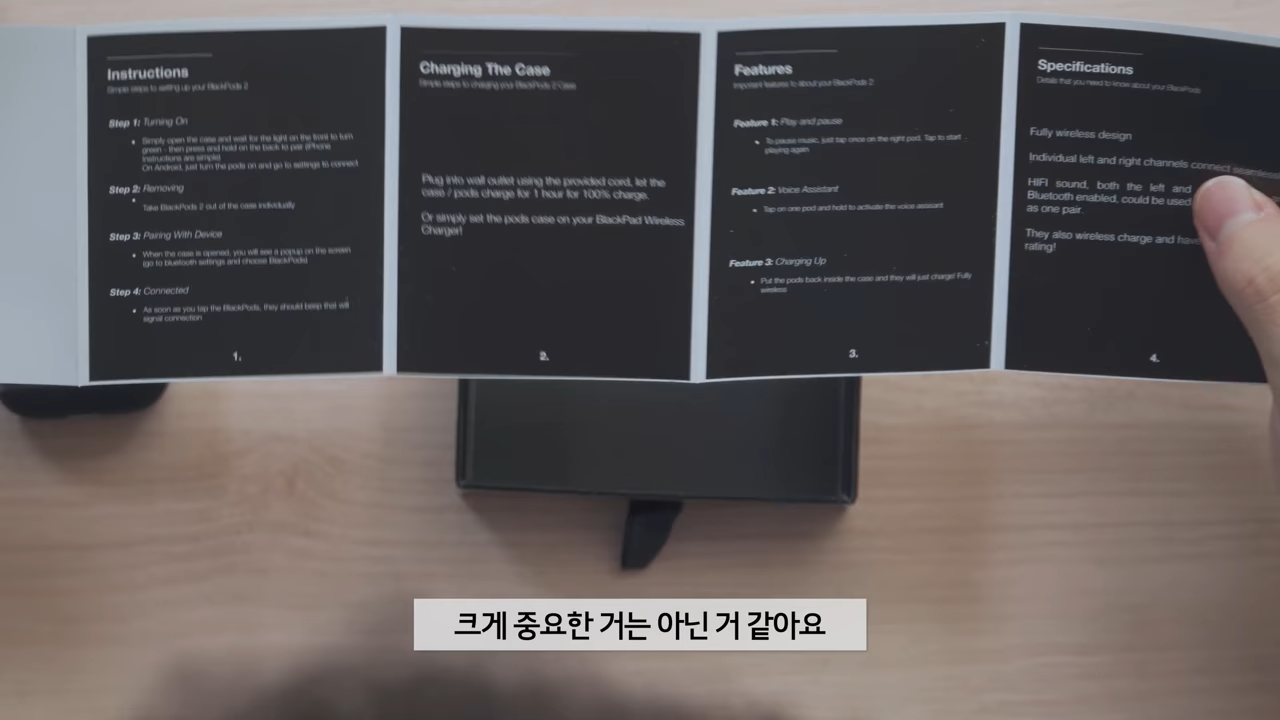 Instructions
Simple steps to setting up your BlackPods 2
Step 1: Turning On
Simply open the case and wait for the light on the front to turn
green - then press and hold on the back to pair (iPhone
instructions are simple)
On Android, just turn the pods on and go to settings to connect
Step 2: Removing
Take BlackPods 2 out of the case individually
Step 3: Pairing With Device
When the case is opened, you will see a popup on the screen
(go to bluetooth settings and choose BlackPods)
Step 4: Connected
As soon as you tap the BlackPods, they should beep that will
signal connection
1.
Charging The Case
Simple steps to charging your BlackPods 2 Case
Plug into wall outlet using the provided cord, let the
case / pods charge for 1 hour for 100% charge.
Or simply set the pods case on your BlackPad Wireless
Charger!
2.
Features
Important features to about your BlackPods 2
Feature 1: Play and pause
To pause music, just tap once on the right pod. Tap to start
playing again
Feature 2: Voice Assistant
Tap on one pod and hold to activate the voice assistant
Feature 3: Charging Up
Put the pods back inside the case and they will just charge! Fully
wireless
3.
Specifications
Details that you need to know about your BlackPods
Fully wireless design
Individual left and right channels connect
HIFI sound, both the left and
Bluetooth enabled, could be used
as one pair.
They also wireless charge and have
rating!
4.
크게 중요한 거는 아닌 거 같아요